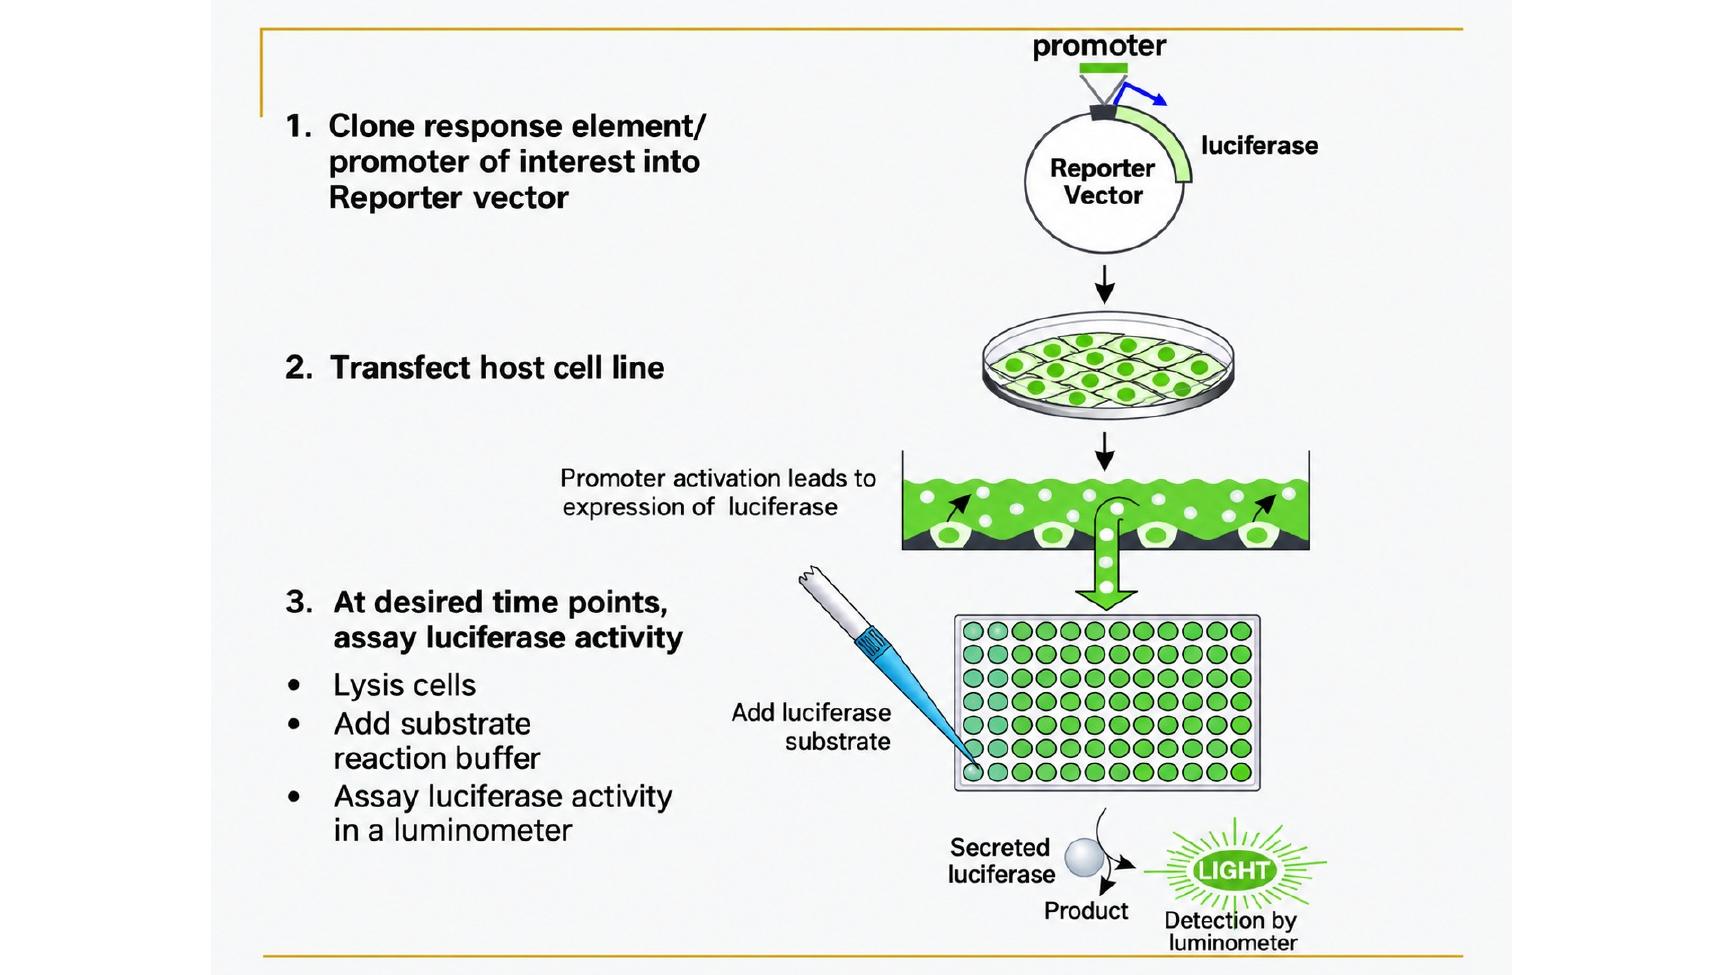 promoter
1. Clone response element/
promoter of interest into
Reporter vector
luciferase
Reporter
Vector
2. Transfect host cell line
Promoter activation leads to
expression of luciferase
3. At desired time points,
assay luciferase activity
• Lysis cells
• Add substrate
reaction buffer
• Assay luciferase activity
in a luminometer
Add luciferase
substrate
Secreted
luciferase
Product
LIGHT
Detection by
luminometer